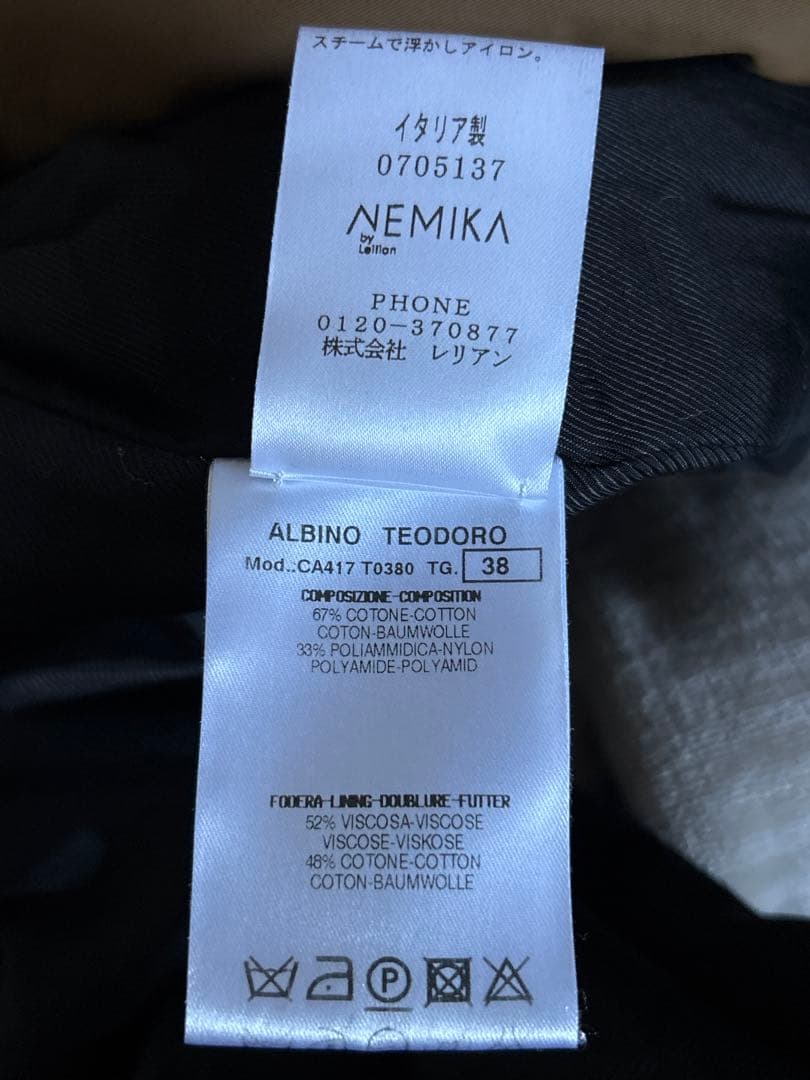 スチームで浮かしアイロン。
イタリア製
0705137
NEMIKA
by
Leilian
PHONE
0120-370877
株式会社 レリアン
ALBINO TEODORO
Mod.:CA417 T0380 TG. 38
COMPOSIZIONE-COMPOSITION
67% COTONE-COTTON
COTON-BAUMWOLLE
33% POLIAMMIDICA-NYLON
POLYAMIDE-POLYAMID
FODERA-LINING-DOUBLURE-FUTTER
52% VISCOSA-VISCOSE
VISCOSE-VISKOSE
48% COTONE-COTTON
COTON-BAUMWOLLE
P